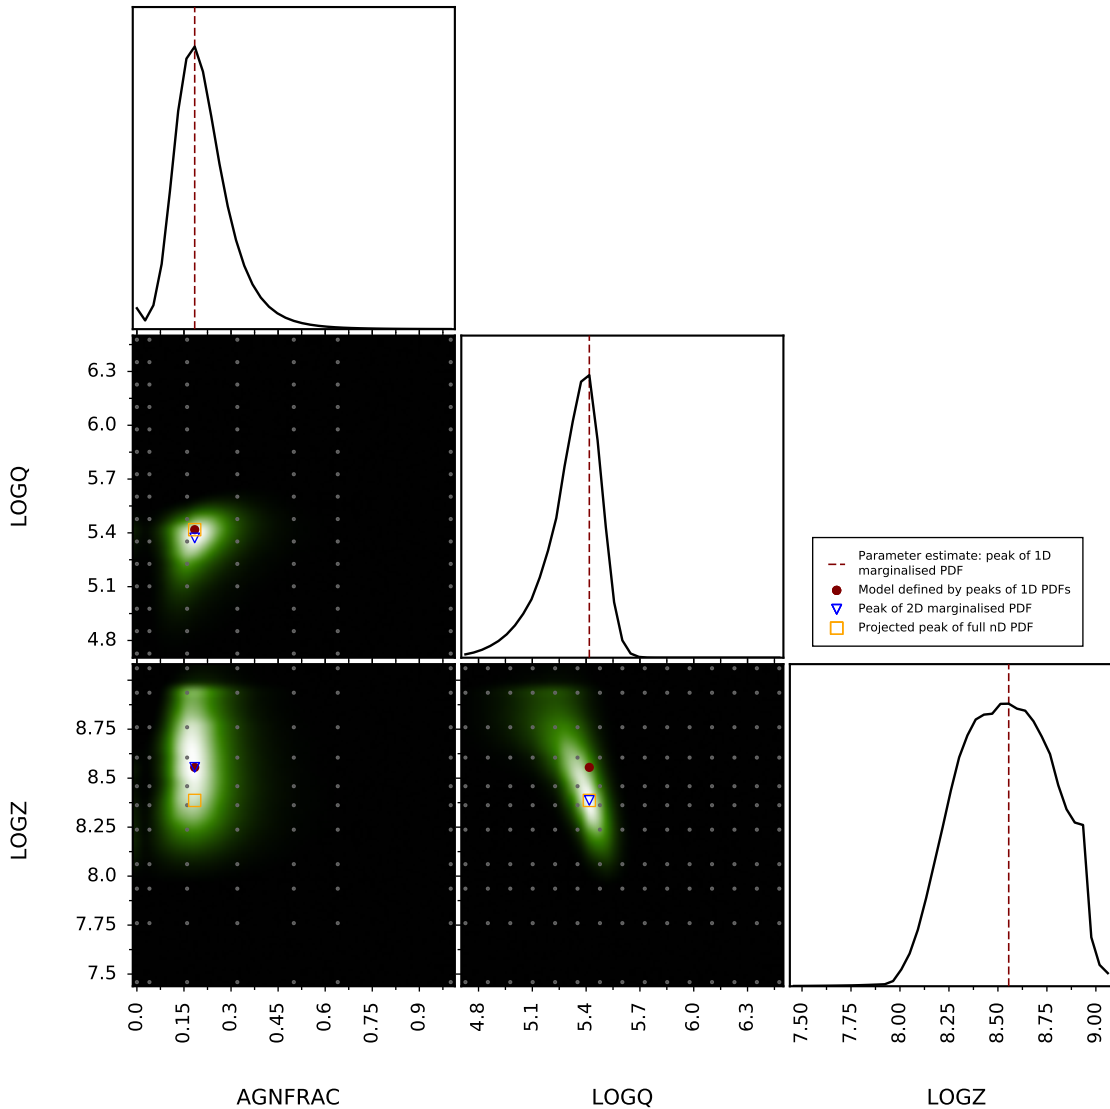 LOGQ
6.3
6.0
5.7
5.4
5.1
4.8
Parameter estimate: peak of 1D
marginalised PDF
Model defined by peaks of 1D PDFs
Peak of 2D marginalised PDF
Projected peak of full nD PDF
LOGZ
8.75
8.5
8.25
8.0
7.75
7.5
0.0 0.15 0.3 0.45 0.6 0.75 0.9
4.8 5.1 5.4 5.7 6.0 6.3
7.50 7.75 8.00 8.25 8.50 8.75 9.00
AGNFRAC LOGQ LOGZ